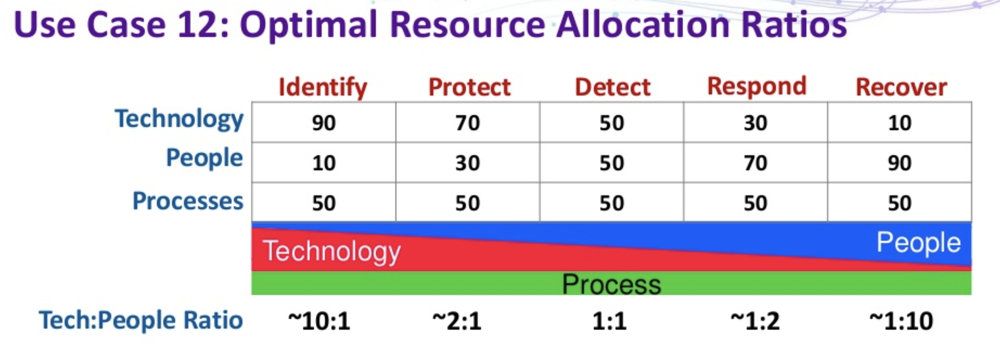 Use Case 12: Optimal Resource Allocation Ratios
Identify Protect Detect Respond Recover
Technology 90 70 50 30 10
People 10 30 50 70 90
Processes 50 50 50 50 50
Technology People
Process
Tech:People Ratio ~10:1 ~2:1 1:1 ~1:2 ~1:10